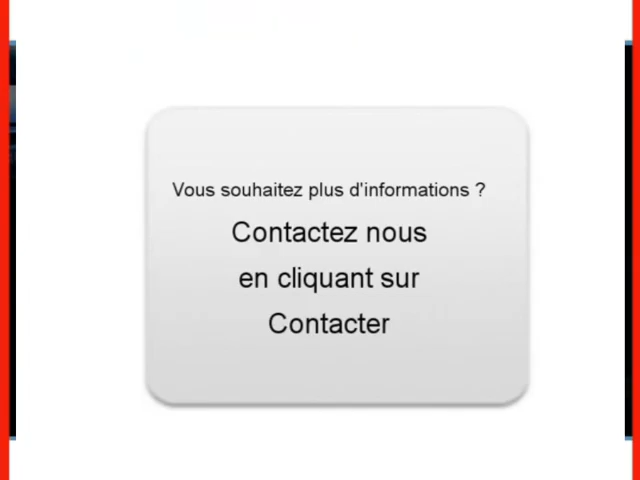 Vous souhaitez plus d'informations ?
Contactez nous
en cliquant sur
Contacter